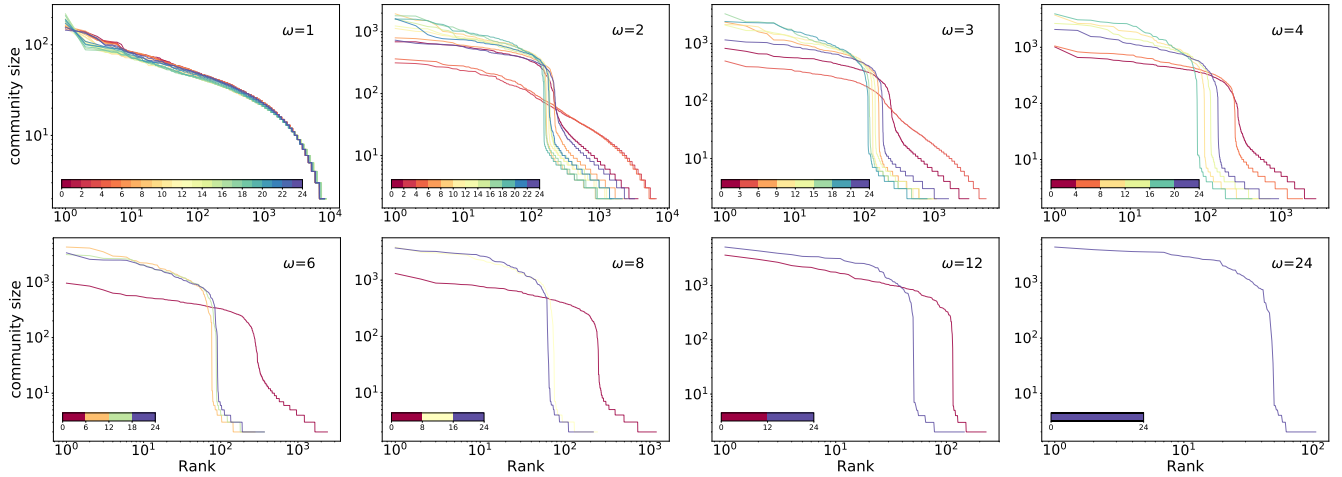 community size
10²
10¹
ω=1
0 2 4 6 8 10 12 14 16 18 20 22 24
10⁰ 10¹ 10² 10³ 10⁴
10³
10²
10¹
ω=2
0 2 4 6 8 10 12 14 16 18 20 22 24
10⁰ 10¹ 10² 10³ 10⁴
10³
10²
10¹
ω=3
0 3 6 9 12 15 18 21 24
10⁰ 10¹ 10² 10³
10³
10²
10¹
ω=4
0 4 8 12 16 20 24
10⁰ 10¹ 10² 10³
community size
10³
10²
10¹
ω=6
0 6 12 18 24
10⁰ 10¹ 10² 10³
Rank
10³
10²
10¹
ω=8
0 8 16 24
10⁰ 10¹ 10² 10³
Rank
10³
10²
10¹
ω=12
0 12 24
10⁰ 10¹ 10²
Rank
10³
10²
10¹
ω=24
0 24
10⁰ 10¹ 10²
Rank